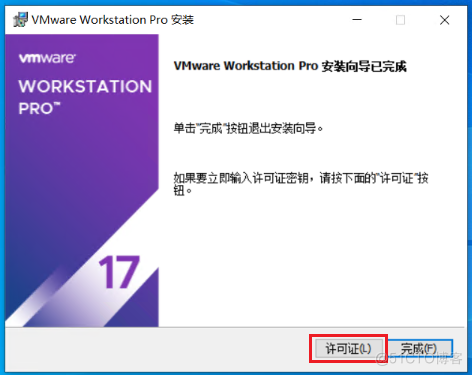 VMware Workstation Pro 安装
vmware
WORKSTATION
PRO™
17
VMware Workstation Pro 安装向导已完成
单击"完成"按钮退出安装向导。
如果要立即输入许可证密钥，请按下面的"许可证"按
钮。
许可证(L)
完成(F)
@51CTO博客